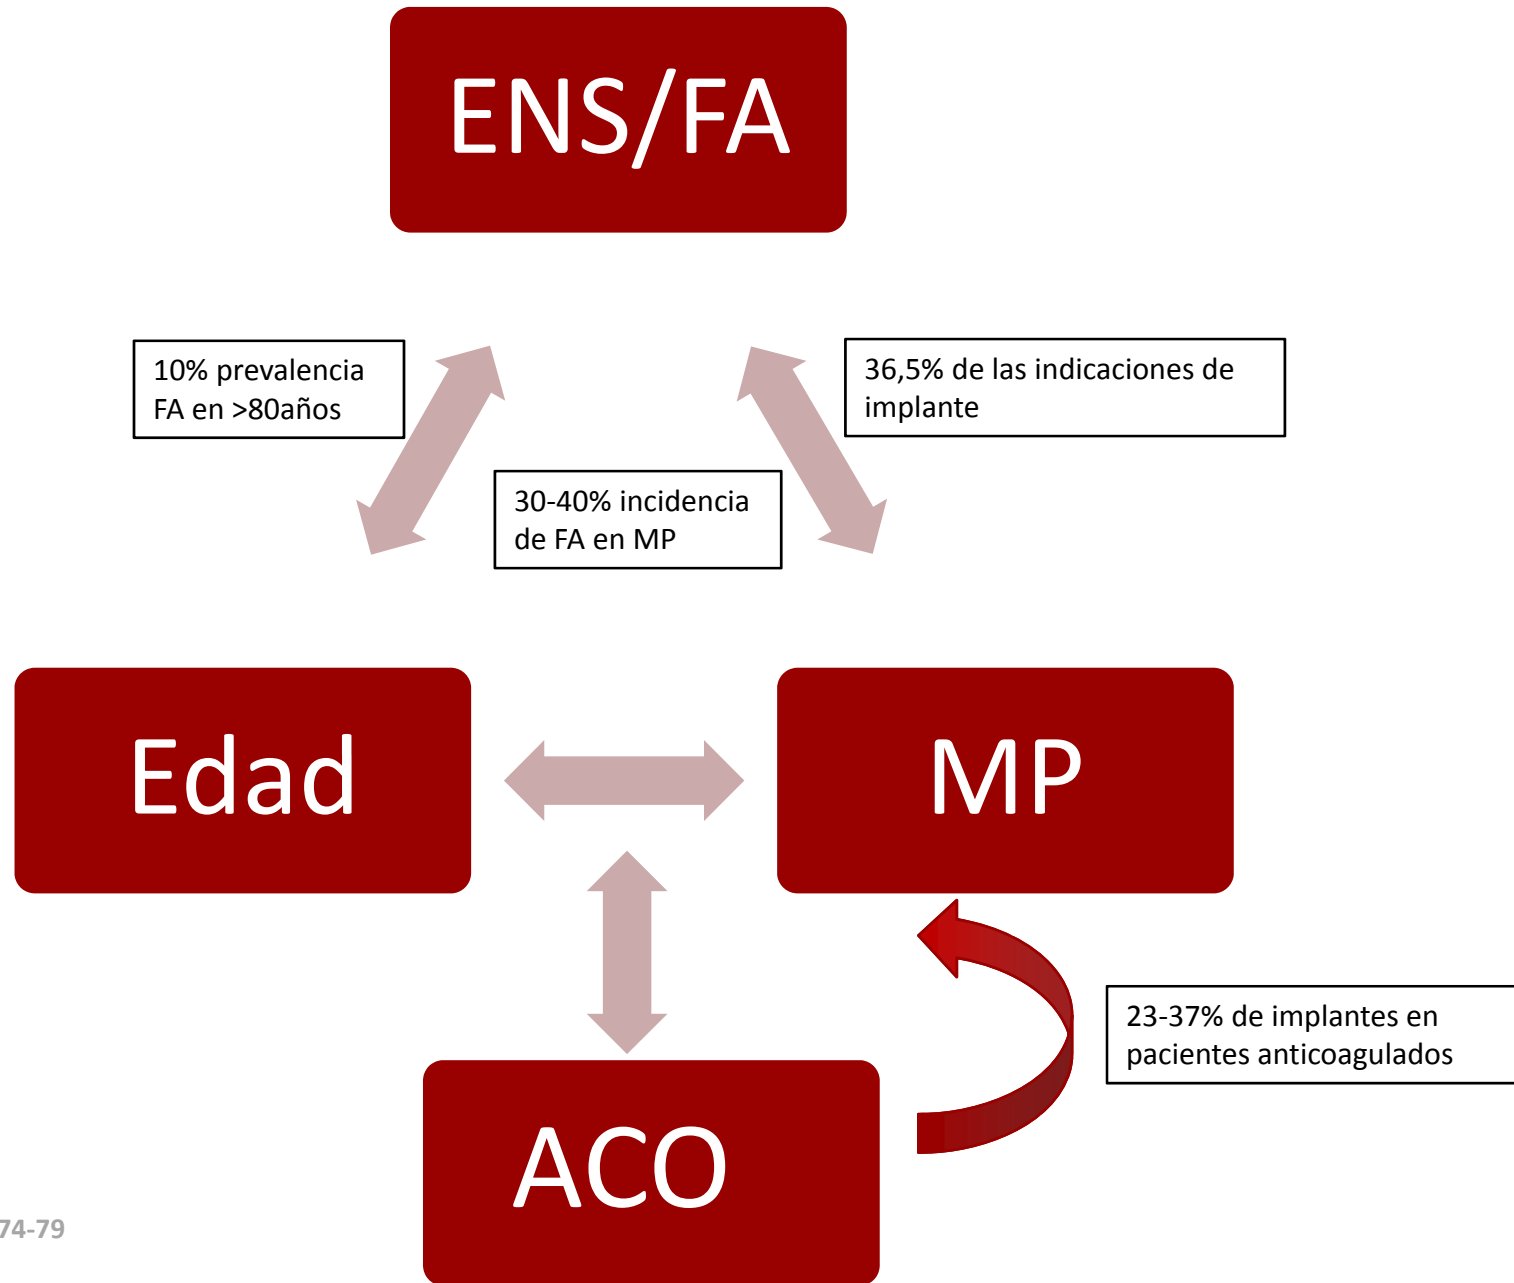 ENS/FA
10% prevalencia
FA en >80años
36,5% de las indicaciones de
implante
30-40% incidencia
de FA en MP
Edad
MP
23-37% de implantes en
pacientes anticoagulados
ACO
74-79